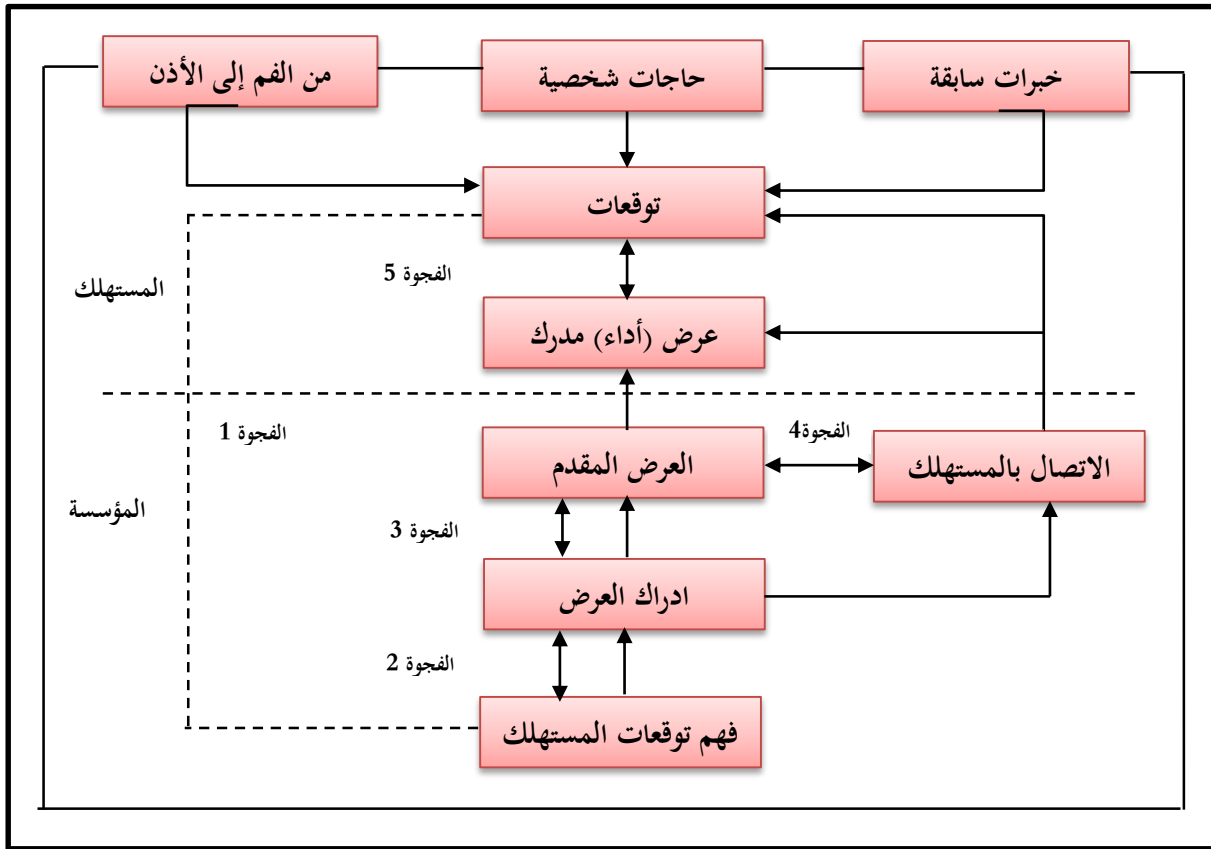 خبرات سابقة
حاجات شخصية
من الفم إلى الأذن
توقعات
الفجوة 5
المستهلك
عرض (أداء) مدرك
الفجوة4
الفجوة 1
الاتصال بالمستهلك
العرض المقدم
المؤسسة
الفجوة 3
ادراك العرض
الفجوة 2
فهم توقعات المستهلك